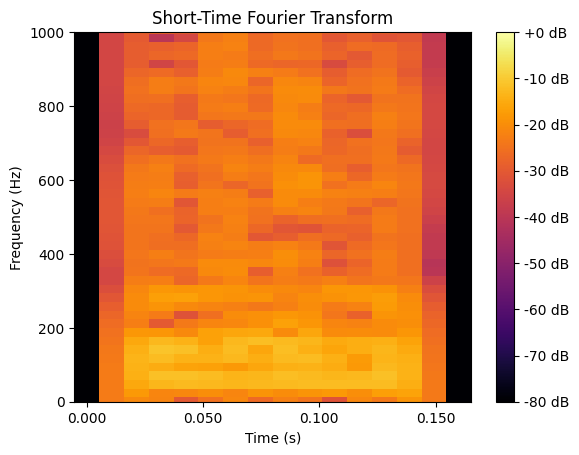 Short-Time Fourier Transform
Frequency (Hz)
1000
800
600
400
200
0
0.000 0.050 0.100 0.150
Time (s)
+0 dB
-10 dB
-20 dB
-30 dB
-40 dB
-50 dB
-60 dB
-70 dB
-80 dB